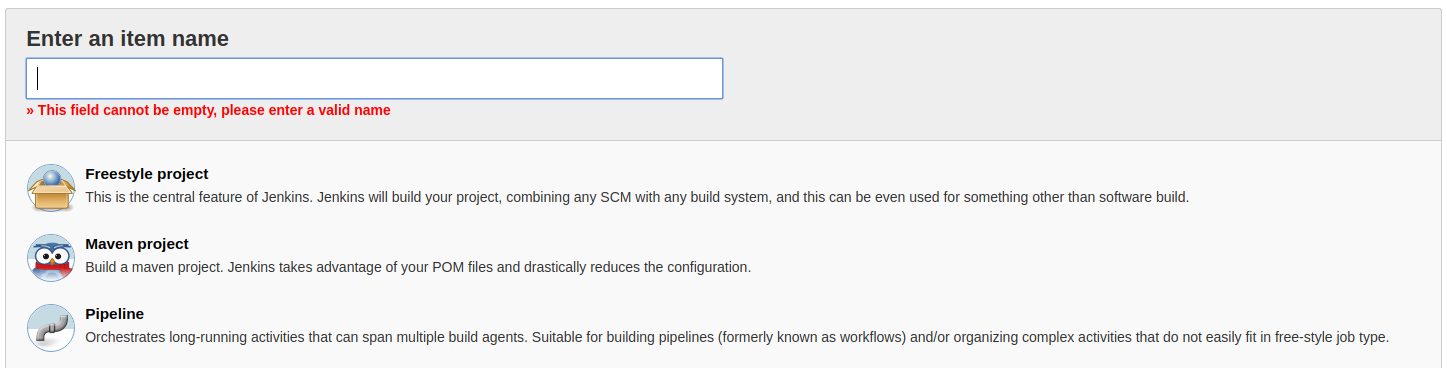 Enter an item name
» This field cannot be empty, please enter a valid name
Freestyle project
This is the central feature of Jenkins. Jenkins will build your project, combining any SCM with any build system, and this can be even used for something other than software build.
Maven project
Build a maven project. Jenkins takes advantage of your POM files and drastically reduces the configuration.
Pipeline
Orchestrates long-running activities that can span multiple build agents. Suitable for building pipelines (formerly known as workflows) and/or organizing complex activities that do not easily fit in free-style job type.